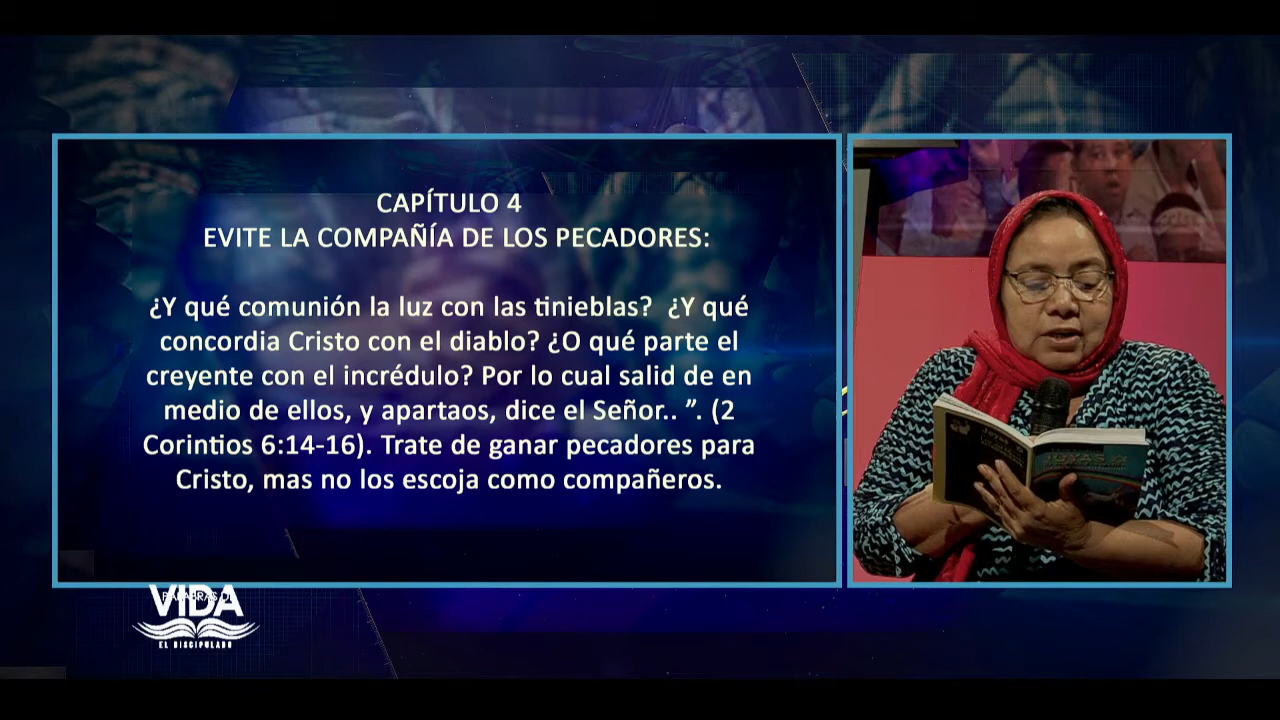 CAPÍTULO 4
EVITE LA COMPAÑÍA DE LOS PECADORES:
¿Y qué comunión la luz con las tinieblas?  ¿Y qué
concordia Cristo con el diablo? ¿O qué parte el
creyente con el incrédulo? Por lo cual salid de en
medio de ellos, y apartaos, dice el Señor.. ”. (2
Corintios 6:14-16). Trate de ganar pecadores para
Cristo, mas no los escoja como compañeros.
PALABRAS DE
VIDA
EL DISCIPULADO